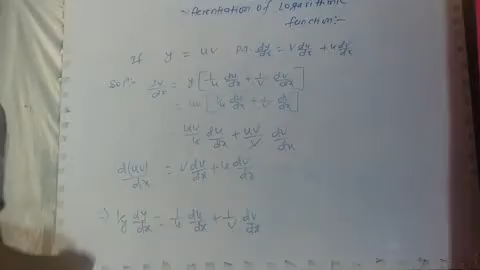 :- Derentiation of Logarithmic
function:-
If y = uv P.T. dy/dx = v du/dx + u dv/dx
Sol:- dy/dx = y [1/u du/dx + 1/v dv/dx]
= uv [1/u du/dx + 1/v dv/dx]
= uv/u du/dx + uv/v dv/dx
d(uv)/dx = v du/dx + u dv/dx
⇒ 1/y dy/dx = 1/u du/dx + 1/v dv/dx